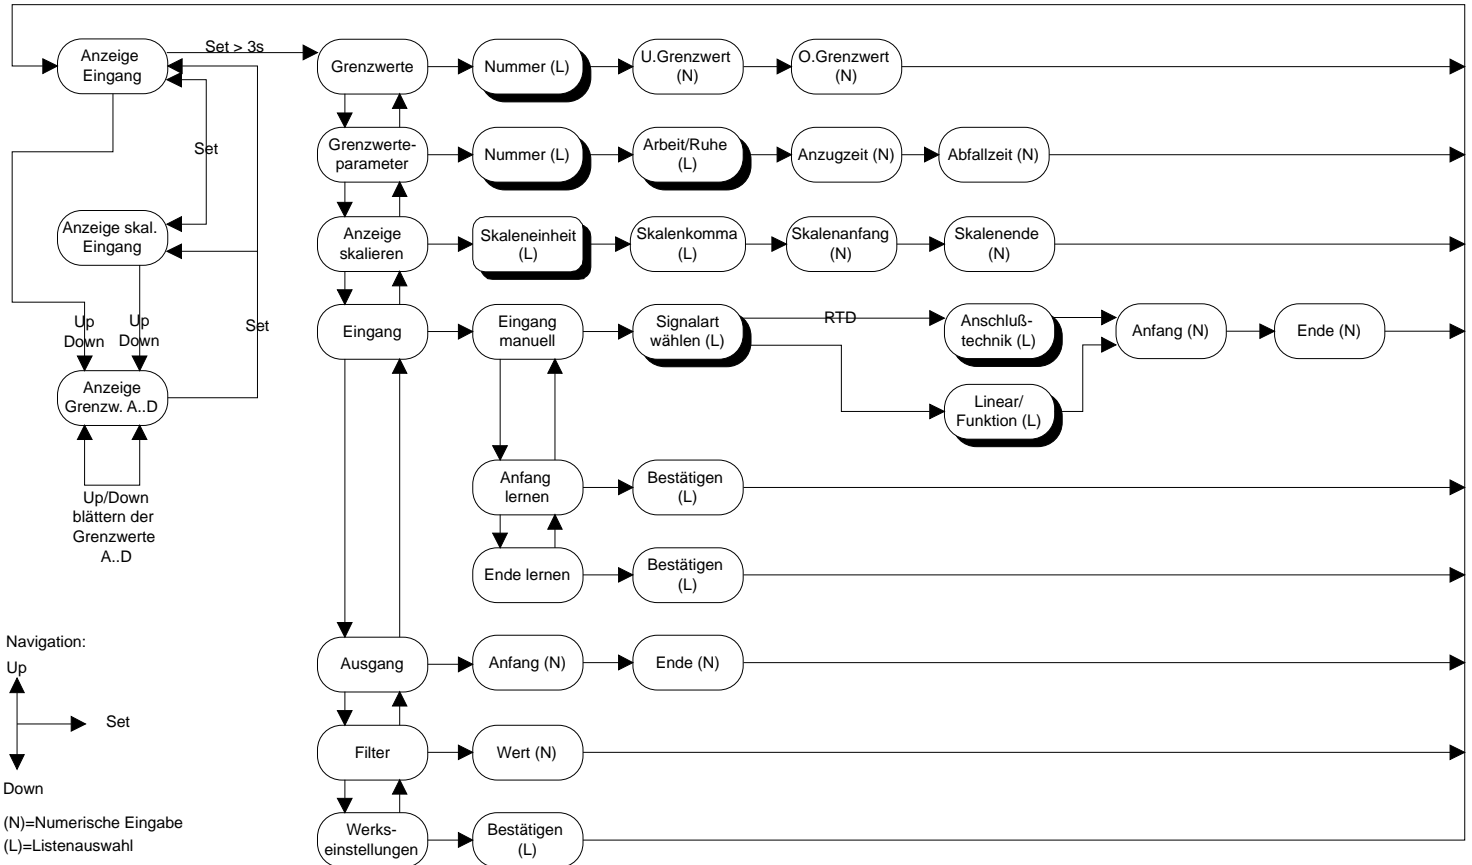 Anzeige
Eingang
Set > 3s
Grenzwerte
Nummer (L)
U.Grenzwert
(N)
O.Grenzwert
(N)
Set
Grenzwerte-
parameter
Nummer (L)
Arbeit/Ruhe
(L)
Anzugzeit (N)
Abfallzeit (N)
Anzeige skal.
Eingang
Anzeige
skalieren
Skaleneinheit
(L)
Skalenkomma
(L)
Skalenanfang
(N)
Skalenende
(N)
Up
Down
Up
Down
Set
Eingang
Eingang
manuell
Signalart
wählen (L)
RTD
Anschluß-
technik (L)
Anfang (N)
Ende (N)
Anzeige
Grenzw. A..D
Linear/
Funktion (L)
Up/Down
blättern der
Grenzwerte
A..D
Anfang
lernen
Bestätigen
(L)
Ende lernen
Bestätigen
(L)
Navigation:
Up
Set
Down
(N)=Numerische Eingabe
(L)=Listenauswahl
Ausgang
Anfang (N)
Ende (N)
Filter
Wert (N)
Werks-
einstellungen
Bestätigen
(L)